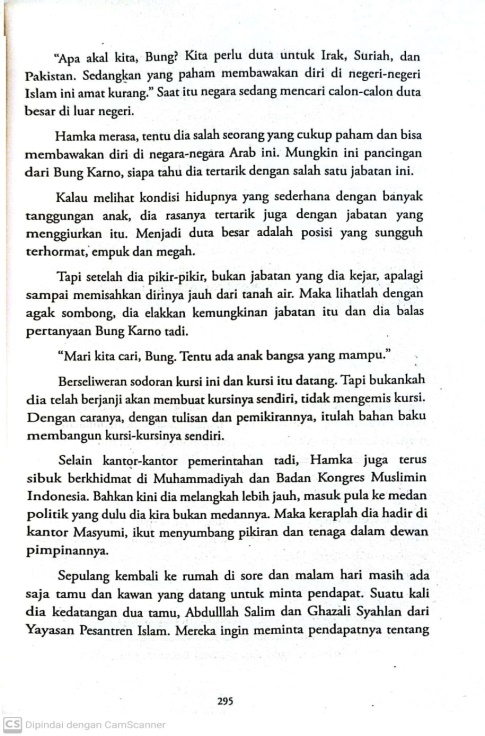 "Apa akal kita, Bung? Kita perlu duta untuk Irak, Suriah, dan
Pakistan. Sedangkan yang paham membawakan diri di negeri-negeri
Islam ini amat kurang." Saat itu negara sedang mencari calon-calon duta
besar di luar negeri.
Hamka merasa, tentu dia salah seorang yang cukup paham dan bisa
membawakan diri di negara-negara Arab ini. Mungkin ini pancingan
dari Bung Karno, siapa tahu dia tertarik dengan salah satu jabatan ini.
Kalau melihat kondisi hidupnya yang sederhana dengan banyak
tanggungan anak, dia rasanya tertarik juga dengan jabatan yang
menggiurkan itu. Menjadi duta besar adalah posisi yang sungguh
terhormat, empuk dan megah.
Tapi setelah dia pikir-pikir, bukan jabatan yang dia kejar, apalagi
sampai memisahkan dirinya jauh dari tanah air. Maka lihatlah dengan
agak sombong, dia elakkan kemungkinan jabatan itu dan dia balas
pertanyaan Bung Karno tadi.
"Mari kita cari, Bung. Tentu ada anak bangsa yang mampu."
Berseliweran sodoran kursi ini dan kursi itu datang. Tapi bukankah
dia telah berjanji akan membuat kursinya sendiri, tidak mengemis kursi.
Dengan caranya, dengan tulisan dan pemikirannya, itulah bahan baku
membangun kursi-kursinya sendiri.
Selain kantor-kantor pemerintahan tadi, Hamka juga terus
sibuk berkhidmat di Muhammadiyah dan Badan Kongres Muslimin
Indonesia. Bahkan kini dia melangkah lebih jauh, masuk pula ke medan
politik yang dulu dia kira bukan medannya. Maka keraplah dia hadir di
kantor Masyumi, ikut menyumbang pikiran dan tenaga dalam dewan
pimpinannya.
Sepulang kembali ke rumah di sore dan malam hari masih ada
saja tamu dan kawan yang datang untuk minta pendapat. Suatu kali
dia kedatangan dua tamu, Abdulllah Salim dan Ghazali Syahlan dari
Yayasan Pesantren Islam. Mereka ingin meminta pendapatnya tentang
295
CS Dipindai dengan CamScanner